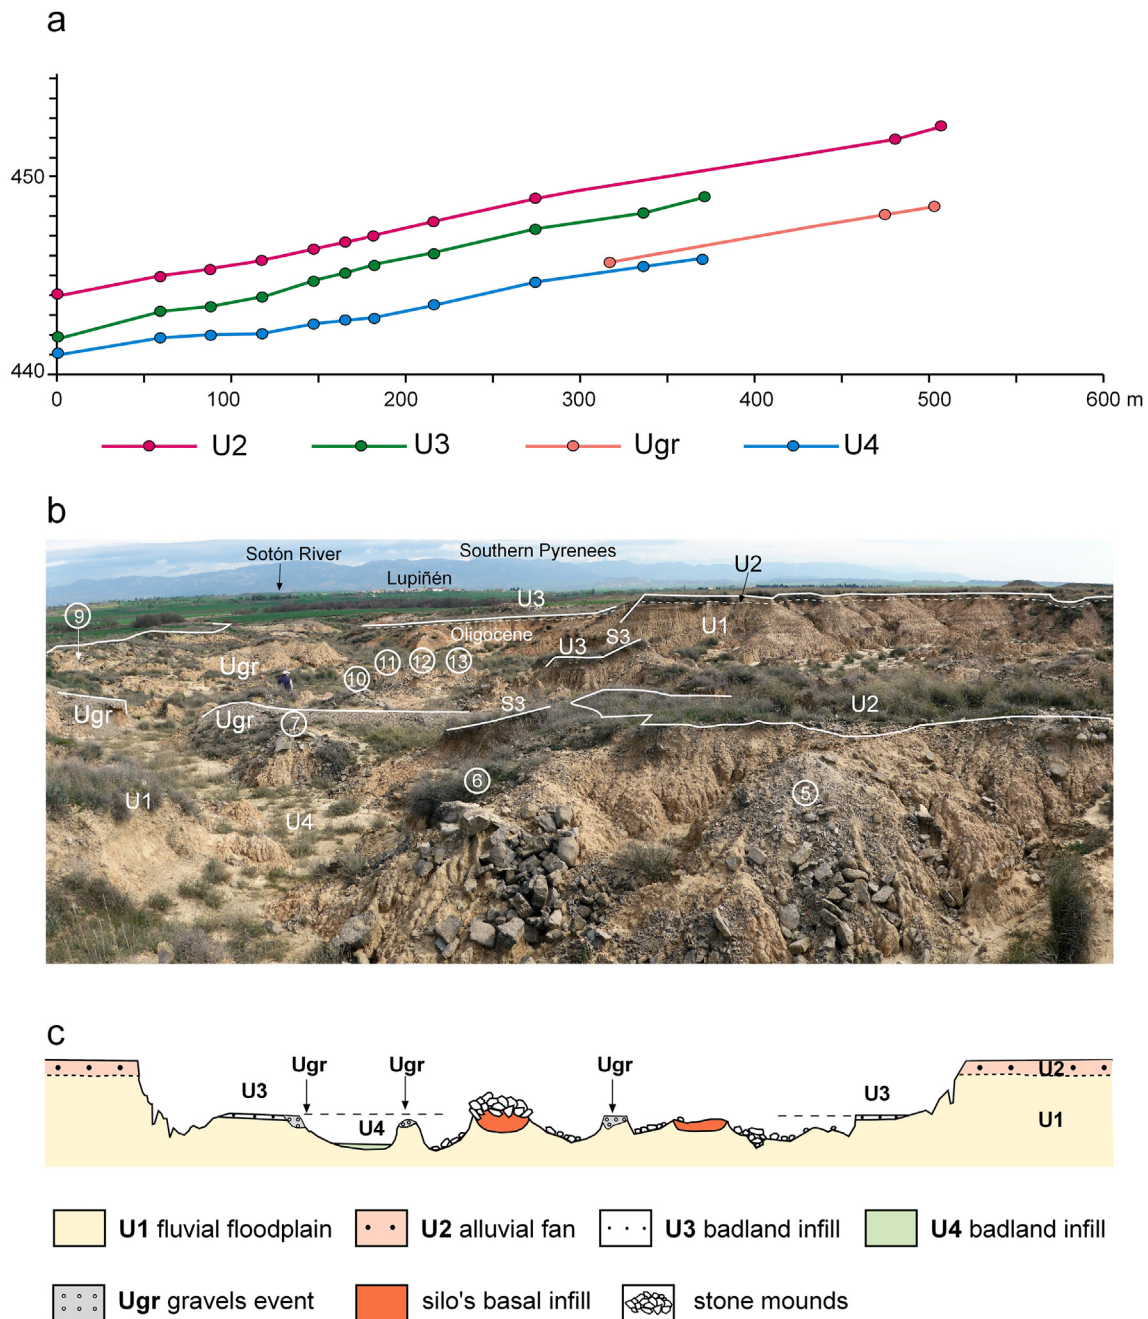 a
450
440
0 100 200 300 400 500 600 m
U2 U3 Ugr U4
b
Sotón River
Southern Pyrenees
Lupiñén
U2
9
U3
Oligocene
U1
S3
U3
Ugr
11 12 13
10
Ugr
Ugr
7
S3
U2
6
5
U1
U4
c
Ugr Ugr Ugr
U3
U3
U2
U4
U1
U1 fluvial floodplain
U2 alluvial fan
U3 badland infill
U4 badland infill
Ugr gravels event
silo's basal infill
stone mounds